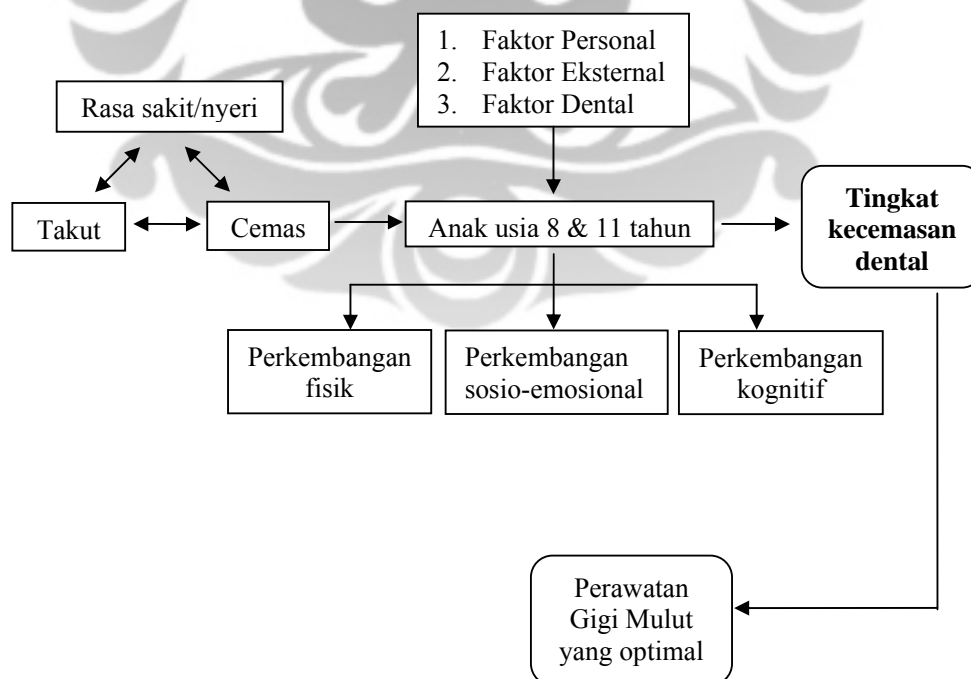 1. Faktor Personal
2. Faktor Eksternal
3. Faktor Dental
Rasa sakit/nyeri
Takut
Cemas
Anak usia 8 & 11 tahun
Tingkat
kecemasan
dental
Perkembangan
fisik
Perkembangan
sosio-emosional
Perkembangan
kognitif
Perawatan
Gigi Mulut
yang optimal